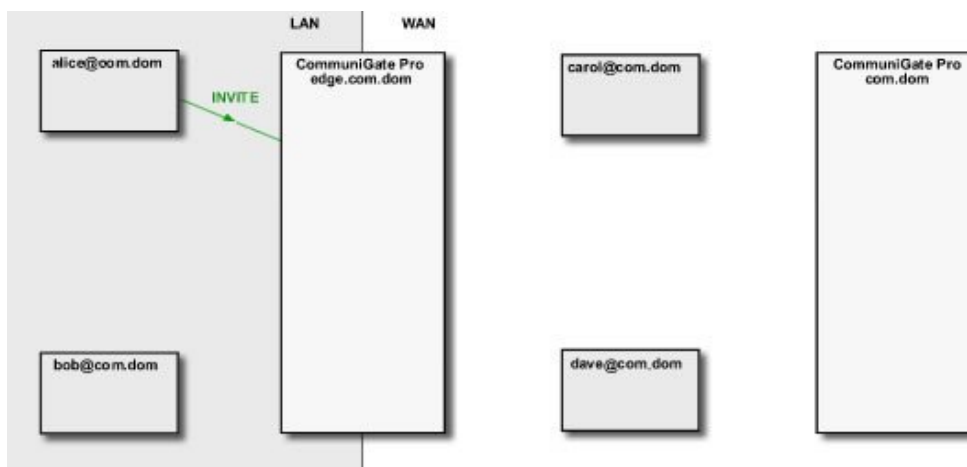 LAN
WAN
alice@com.dom
CommuniGate Pro
edge.com.dom
carol@com.dom
CommuniGate Pro
com.dom
INVITE
bob@com.dom
dave@com.dom